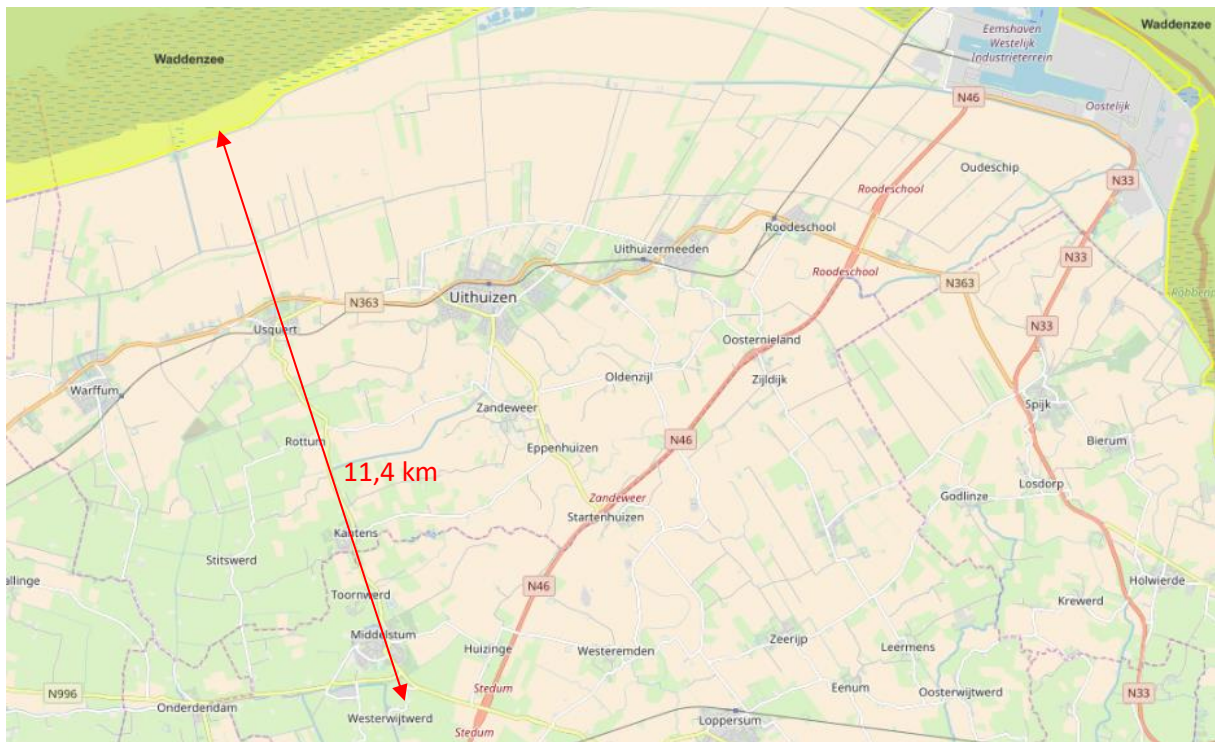 Waddenzee
Eemshaven
Westelijk
Industrieterrein
Waddenzee
N46
Oostelijk
Oudeschip
N33
Roodeschool
Roodeschool
Uithuizermeeden
N33
Roodeschool
N363
Uithuizen
N363
Usquert
N33
Oosternieland
Warffum
Oldenzijl
Zijldijk
Zandeweer
Spijk
Rottum
Eppenhuizen
N46
Bierum
11,4 km
Losdorp
Zandeweer
Godlinze
Startenhuizen
Kantens
Stitswerd
allinge
N46
Holwierde
Toornwerd
Krewerd
Middelstum
Zeerijp
Huizinge
Westeremden
Leermens
N996
Stedum
Eenum
Oosterwijtwerd
N33
Onderdendam
Westerwijtwerd
Loppersum
Stedum